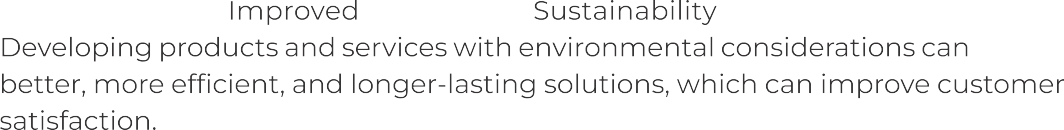 Improved Sustainability
Developing products and services with environmental considerations can
better, more efficient, and longer-lasting solutions, which can improve customer
satisfaction.